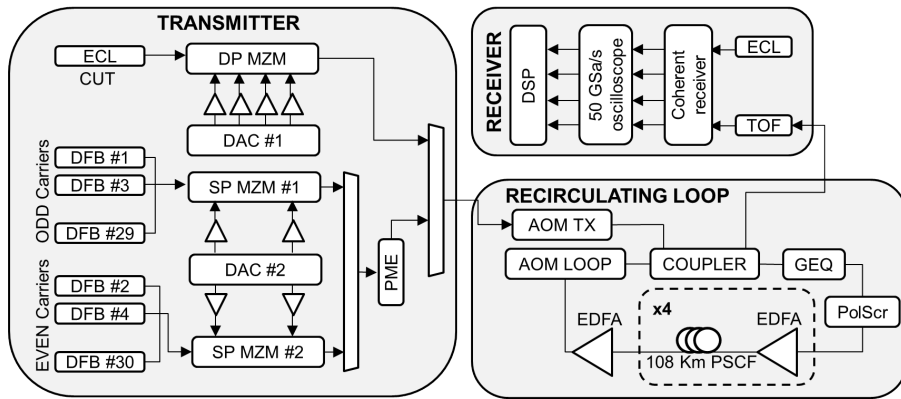 TRANSMITTER
ECL
CUT
DP MZM
DAC #1
ODD Carriers
DFB #1
DFB #3
DFB #29
SP MZM #1
DAC #2
EVEN Carriers
DFB #2
DFB #4
DFB #30
SP MZM #2
PME
RECEIVER
DSP
50 GSa/s
oscilloscope
Coherent
receiver
ECL
TOF
RECIRCULATING LOOP
AOM TX
AOM LOOP
COUPLER
GEQ
PolScr
x4
EDFA
EDFA
108 Km PSCF